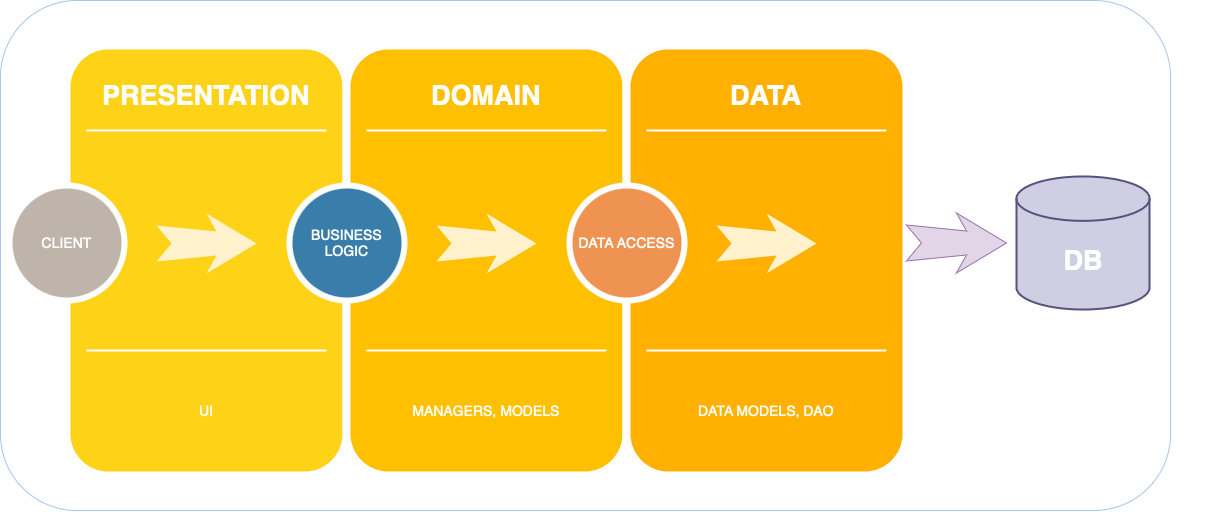 PRESENTATION
DOMAIN
DATA
CLIENT
BUSINESS
LOGIC
DATA ACCESS
DB
UI
MANAGERS, MODELS
DATA MODELS, DAO